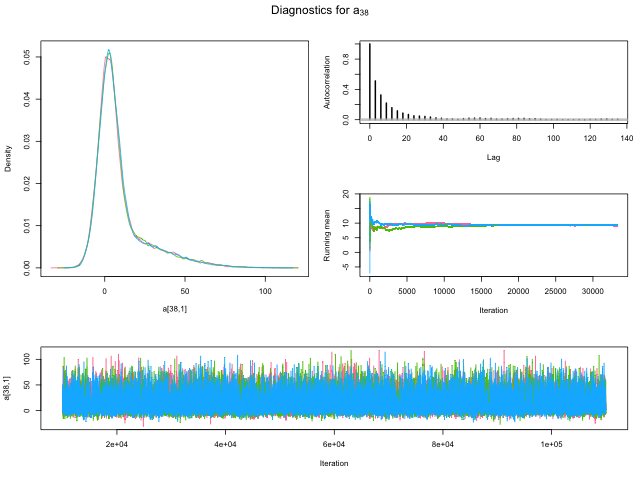 Diagnostics for a38
0.05
0.04
0.03
0.02
0.01
0.00
Density
0 50 100
a[38,1]
0.8
0.4
0.0
Autocorrelation
0 20 40 60 80 100 120 140
Lag
20
10
5
-5
Running mean
0 5000 10000 15000 20000 25000 30000
Iteration
100
50
0
a[38,1]
2e+04 4e+04 6e+04 8e+04 1e+05
Iteration